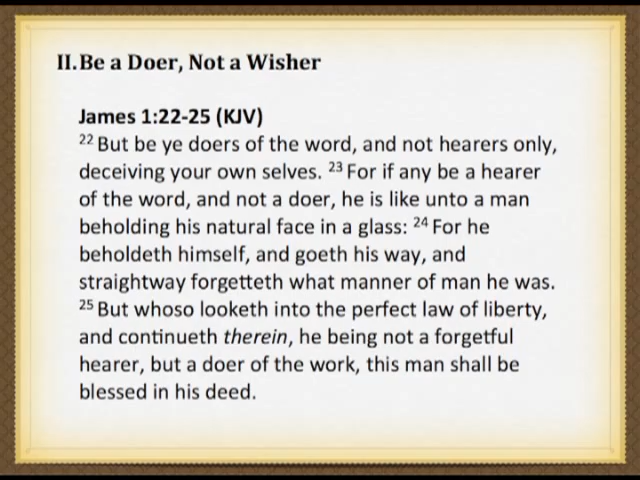 II. Be a Doer, Not a Wisher
James 1:22-25 (KJV)
22 But be ye doers of the word, and not hearers only,
deceiving your own selves. 23 For if any be a hearer
of the word, and not a doer, he is like unto a man
beholding his natural face in a glass: 24 For he
beholdeth himself, and goeth his way, and
straightway forgetteth what manner of man he was.
25 But whoso looketh into the perfect law of liberty,
and continueth therein, he being not a forgetful
hearer, but a doer of the work, this man shall be
blessed in his deed.